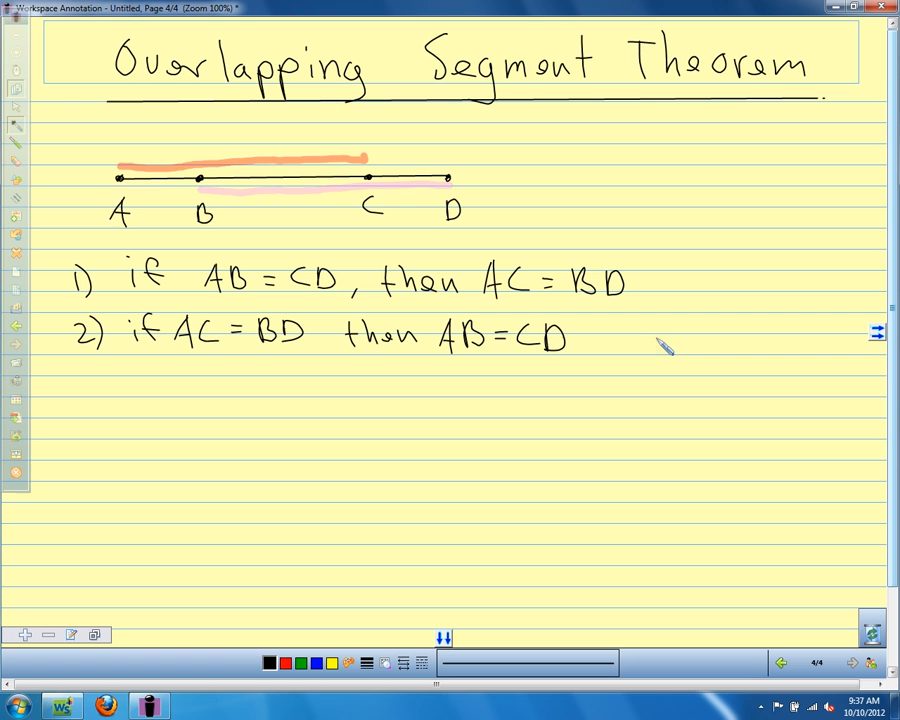 Workspace Annotation - Untitled, Page 4/4 (Zoom 100%) *
Overlapping Segment Theorem
A B C D
1) if AB = CD, then AC = BD
2) if AC = BD then AB = CD
4/4
9:37 AM
10/10/2012